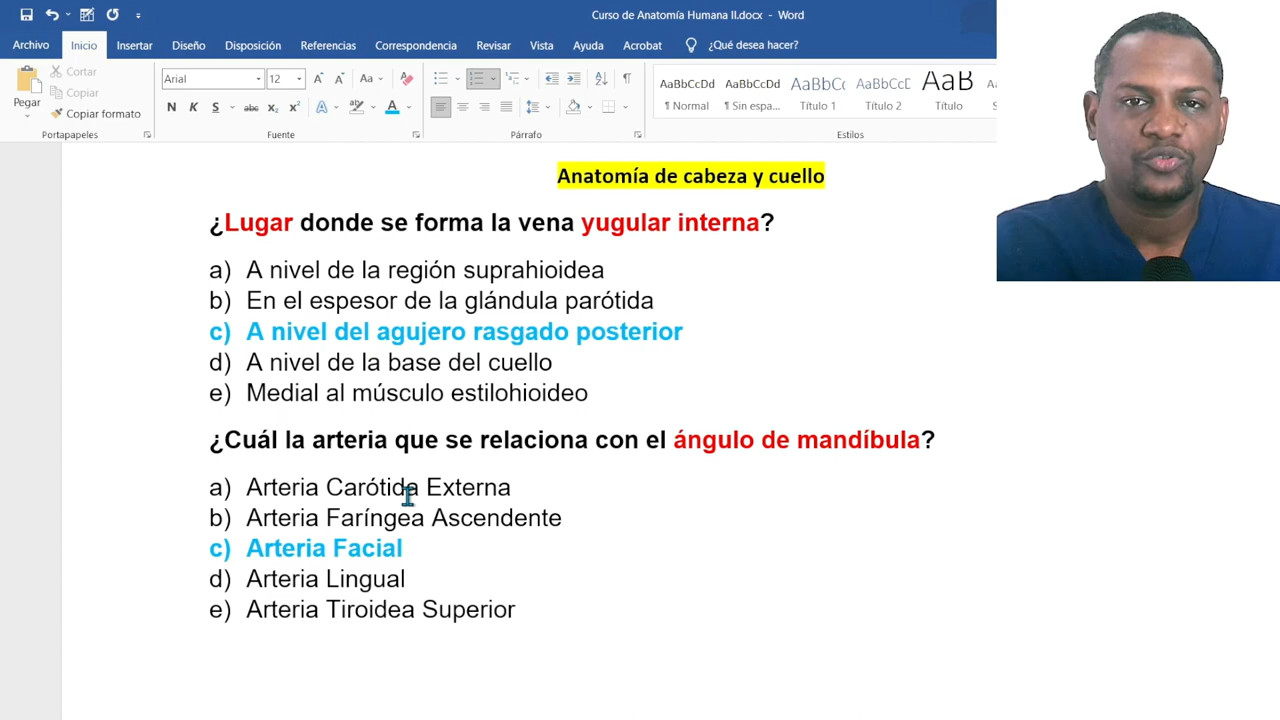 Curso de Anatomía Humana II.docx - Word
Archivo Inicio Insertar Diseño Disposición Referencias Correspondencia Revisar Vista Ayuda Acrobat ¿Qué desea hacer?
Pegar
Cortar
Copiar
Copiar formato
Portapapeles
Arial 12 A A Aa A
N K S abc x₂ x² A A
Fuente
Párrafo
AaBbCcDd AaBbCcDd AaBbCc AaBbCcD AaB
¶ Normal ¶ Sin espa... Título 1 Título 2 Título
Estilos
Anatomía de cabeza y cuello
¿Lugar donde se forma la vena yugular interna?
a) A nivel de la región suprahioidea
b) En el espesor de la glándula parótida
c) A nivel del agujero rasgado posterior
d) A nivel de la base del cuello
e) Medial al músculo estilohioideo
¿Cuál la arteria que se relaciona con el ángulo de mandíbula?
a) Arteria Carótida Externa
b) Arteria Faríngea Ascendente
c) Arteria Facial
d) Arteria Lingual
e) Arteria Tiroidea Superior